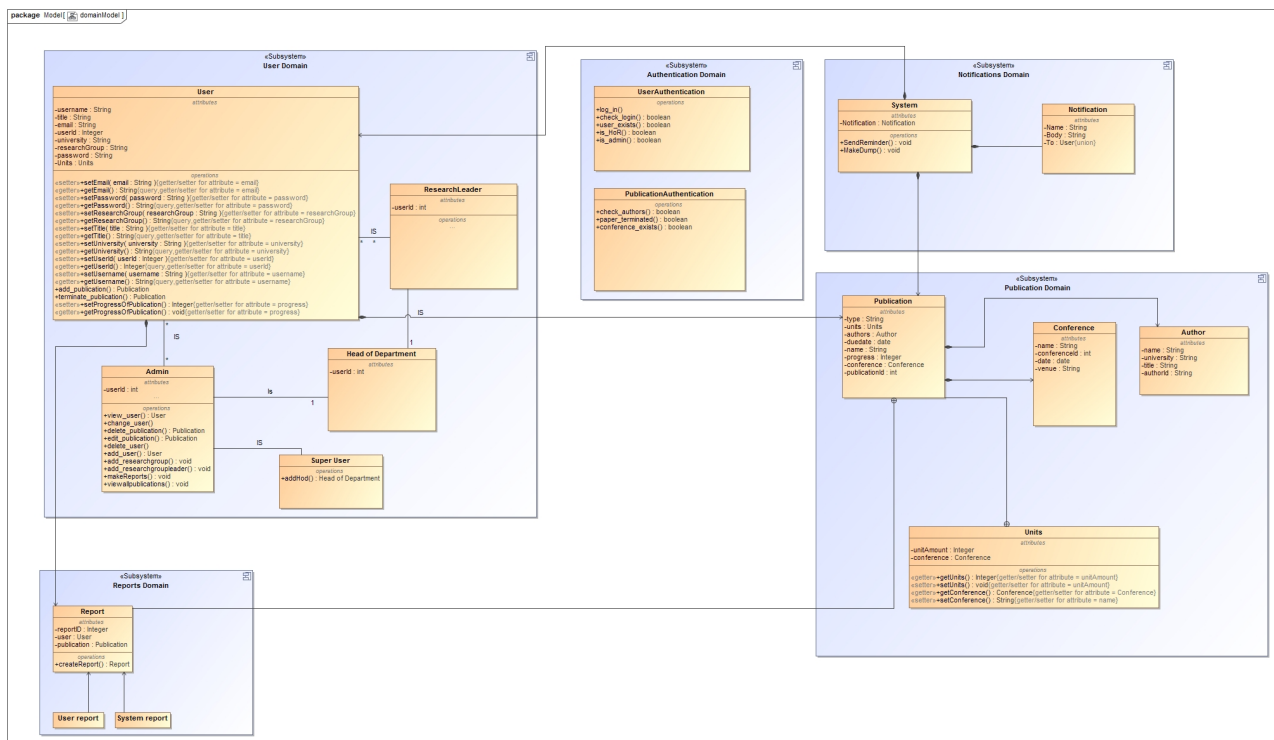 package Model[ domainModel ]
«Subsystem»
User Domain
User
attributes
-username : String
-title : String
-email : String
-userId : Integer
-university : String
-researchGroup : String
-password : String
-Units : Units
operations
«setter»+setEmail( email : String ){getter/setter for attribute = email}
«getter»+getEmail() : String{query,getter/setter for attribute = email}
«setter»+setPassword( password : String ){getter/setter for attribute = password}
«getter»+getPassword() : String{query,getter/setter for attribute = password}
«setter»+setResearchGroup( researchGroup : String ){getter/setter for attribute = researchGroup}
«getter»+getResearchGroup() : String{query,getter/setter for attribute = researchGroup}
«setter»+setTitle( title : String ){getter/setter for attribute = title}
«getter»+getTitle() : String{query,getter/setter for attribute = title}
«setter»+setUniversity( university : String ){getter/setter for attribute = university}
«getter»+getUniversity() : String{query,getter/setter for attribute = university}
«setter»+setUserId( userId : Integer ){getter/setter for attribute = userId}
«getter»+getUserId() : Integer{query,getter/setter for attribute = userId}
«setter»+setUsername( username : String ){getter/setter for attribute = username}
«getter»+getUsername() : String{query,getter/setter for attribute = username}
+add_publication() : Publication
+terminate_publication() : Publication
«setter»+setProgressOfPublication() : Integer{getter/setter for attribute = progress}
«getter»+getProgressOfPublication() : void{getter/setter for attribute = progress}
ResearchLeader
attributes
-userId : int
operations
...
IS
* *
IS
*
*
IS
1
Head of Department
attributes
-userId : int
Admin
attributes
-userId : int
...
operations
+view_user() : User
+change_user()
+delete_publication() : Publication
+edit_publication() : Publication
+delete_user()
+add_user() : User
+add_researchgroup() : void
+add_researchgroupleader() : void
+makeReports() : void
+viewallpublications() : void
Is
1
IS
Super User
operations
+addHod() : Head of Department
«Subsystem»
Authentication Domain
UserAuthentication
operations
+log_in()
+check_login() : boolean
+user_exists() : boolean
+is_HoR() : boolean
+is_admin() : boolean
PublicationAuthentication
operations
+check_authors() : boolean
+paper_terminated() : boolean
+conference_exists() : boolean
«Subsystem»
Notifications Domain
System
attributes
-Notification : Notification
operations
+SendReminder() : void
+MakeDump() : void
Notification
attributes
-Name : String
-Body : String
-To : User{union}
«Subsystem»
Publication Domain
Publication
attributes
-type : String
-units : Units
-authors : Author
-duedate : date
-name : String
-progress : Integer
-conference : Conference
-publicationId : int
Conference
attributes
-name : String
-conferenceId : int
-date : date
-venue : String
Author
attributes
-name : String
-university : String
-title : String
-authorId : String
Units
attributes
-unitAmount : Integer
-conference : Conference
operations
«getter»+getUnits() : Integer{getter/setter for attribute = unitAmount}
«setter»+setUnits() : void{getter/setter for attribute = unitAmount}
«getter»+getConference() : Conference{getter/setter for attribute = Conference}
«setter»+setConference() : String{getter/setter for attribute = name}
«Subsystem»
Reports Domain
Report
attributes
-reportID : Integer
-user : User
-publication : Publication
operations
+createReport() : Report
User report
System report